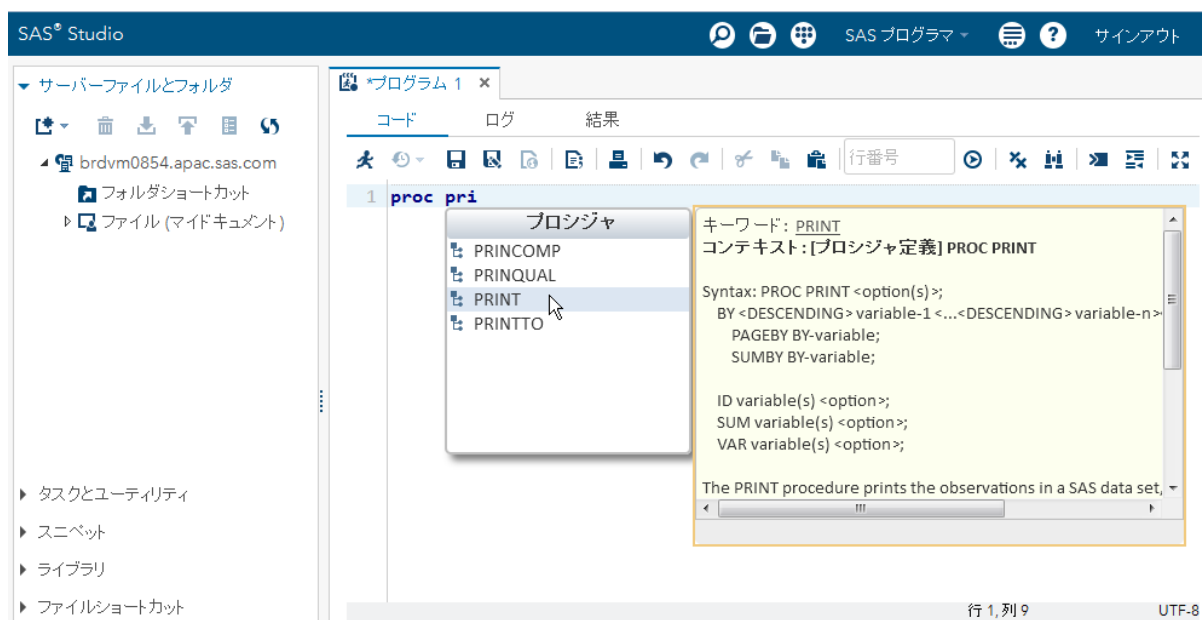 SAS® Studio
SAS プログラマ
サインアウト
サーバーファイルとフォルダ
brdvm0854.apac.sas.com
フォルダショートカット
ファイル (マイドキュメント)
タスクとユーティリティ
スニペット
ライブラリ
ファイルショートカット
*プログラム 1
コード ログ 結果
行番号
1 proc pri
プロシジャ
PRINCOMP
PRINQUAL
PRINT
PRINTTO
キーワード: PRINT
コンテキスト: [プロシジャ定義] PROC PRINT
Syntax: PROC PRINT <option(s)>;
BY <DESCENDING> variable-1 <...<DESCENDING> variable-n>
PAGEBY BY-variable;
SUMBY BY-variable;
ID variable(s) <option>;
SUM variable(s) <option>;
VAR variable(s) <option>;
The PRINT procedure prints the observations in a SAS data set,
行 1, 列 9
UTF-8